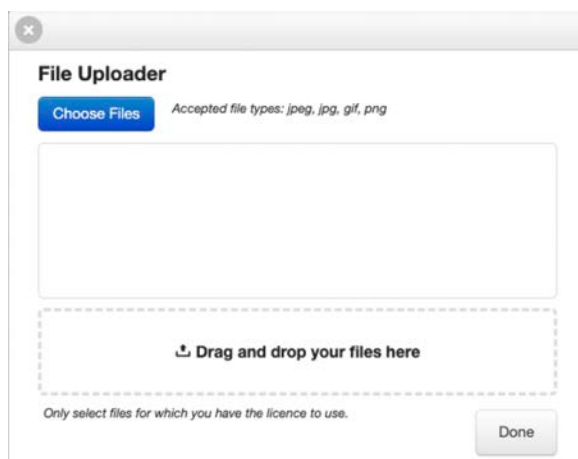 File Uploader
Choose Files
Accepted file types: jpeg, jpg, gif, png
Drag and drop your files here
Only select files for which you have the licence to use.
Done